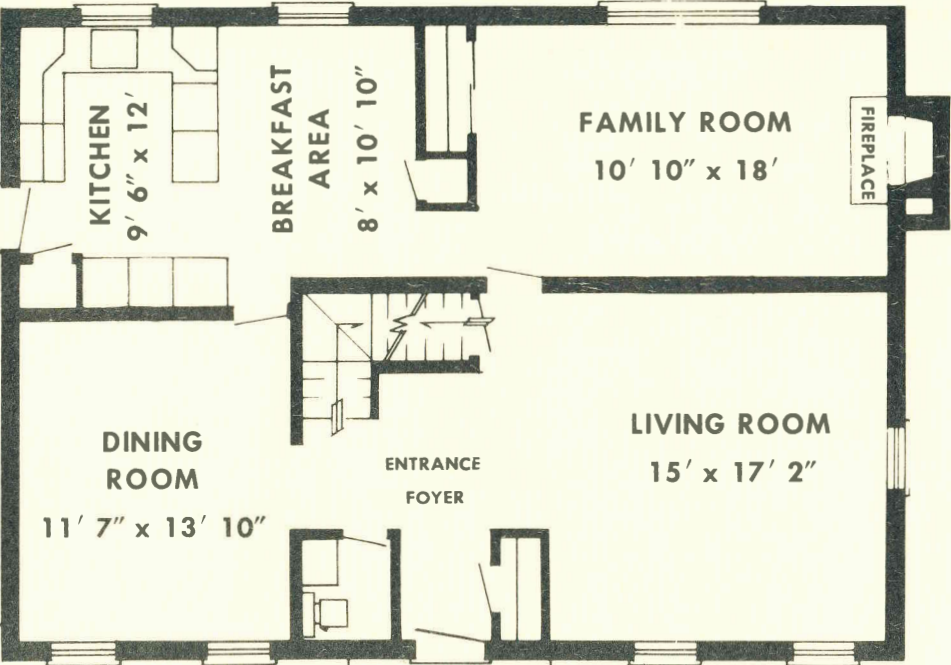 KITCHEN
9′ 6″ x 12′
BREAKFAST
AREA
8′ x 10′ 10″
FAMILY ROOM
10′ 10″ x 18′
FIREPLACE
DINING
ROOM
11′ 7″ x 13′ 10″
ENTRANCE
FOYER
LIVING ROOM
15′ x 17′ 2″